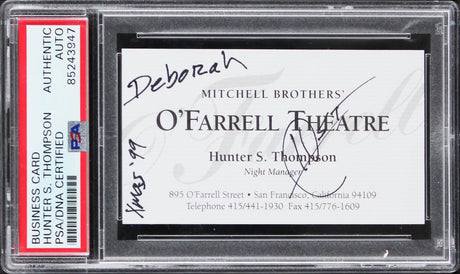 BUSINESS CARD
HUNTER S. THOMPSON
PSA/DNA CERTIFIED
AUTHENTIC
AUTO
85243947
PSA
Deborah
MITCHELL BROTHERS'
O'FARRELL THEATRE
Hunter S. Thompson
Night Manager
895 O'Farrell Street • San Francisco, California 94109
Telephone 415/441-1930 Fax 415/776-1609
Xmas '99